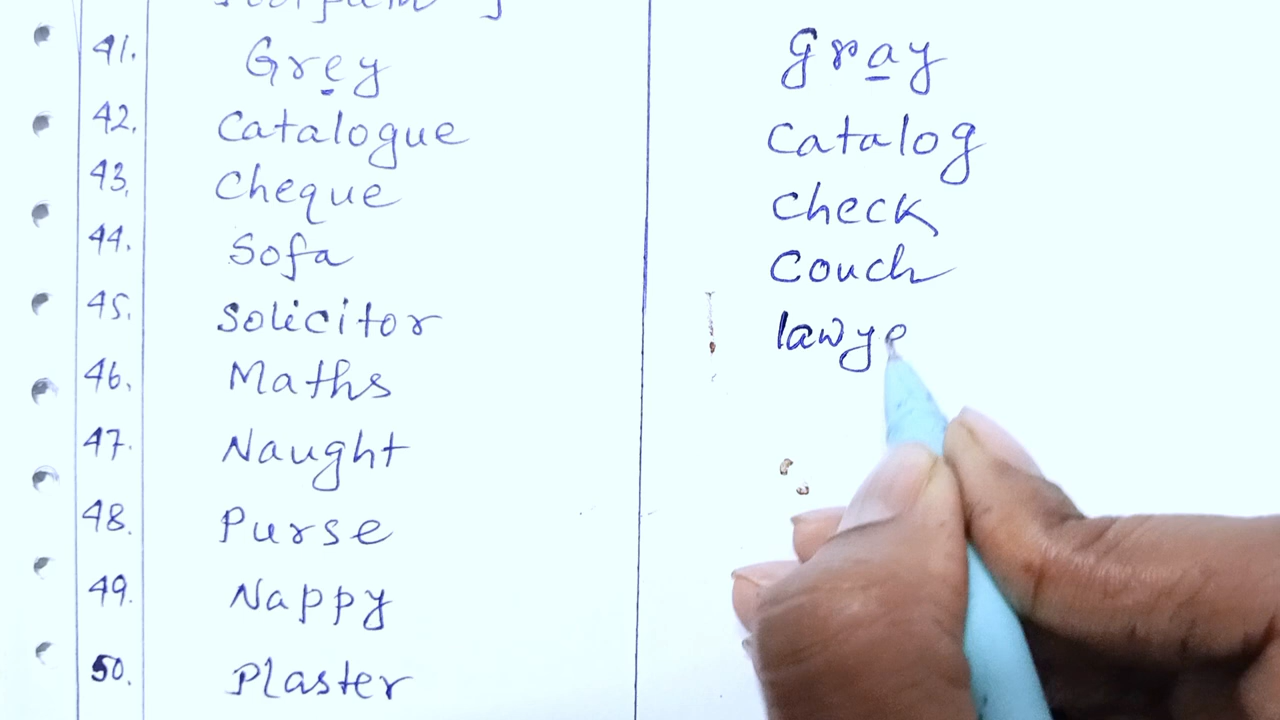 41. Grey gray
42. Catalogue Catalog
43. Cheque Check
44. Sofa Couch
45. Solicitor lawye
46. Maths
47. Naught
48. Purse
49. Nappy
50. Plaster